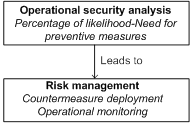 Operational security analysis
Percentage of likelihood-Need for
preventive measures
Leads to
Risk management
Countermeasure deployment
Operational monitoring